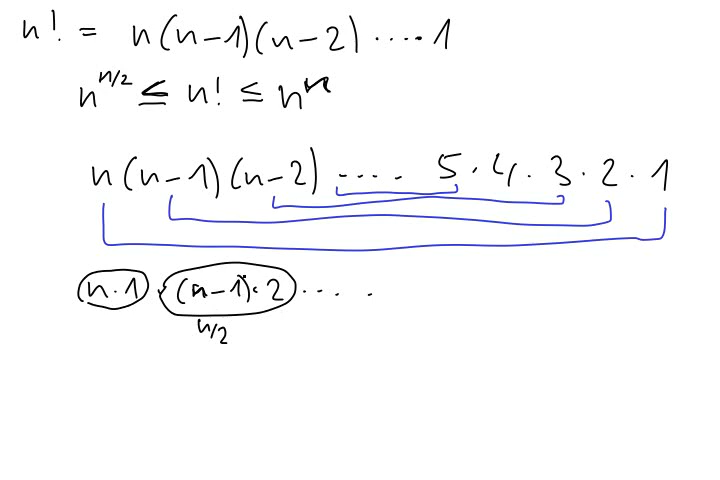 n! = n(n-1)(n-2)·····1
n^{n/2} ≤ n! ≤ n^n
n(n-1)(n-2) ···· 5·4·3·2·1
(n·1)·((n-1)·2)·····
n/2